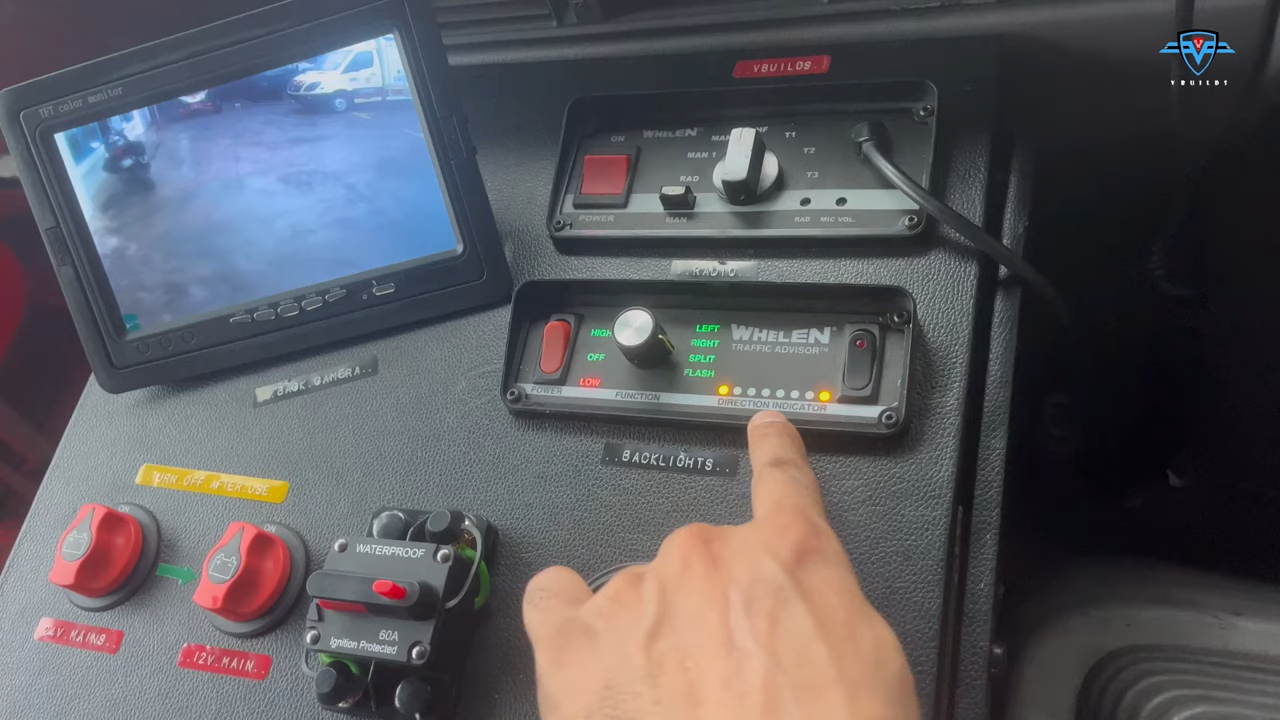 TFT color monitor
VBUILDS
VBUILDS.
ON
WHELEN
T1
MAN 1
T2
RAD
T3
POWER
MAN
RAD
MIC VOL.
.RADIO.
HIGH
LEFT
WHELEN
RIGHT
TRAFFIC ADVISOR™
OFF
SPLIT
FLASH
LOW
POWER
FUNCTION
DIRECTION INDICATOR
..BACKLIGHTS..
BACK.CAMERA..
TURN.OFF.AFTER.USE.
ON
ON
WATERPROOF
60A
Ignition Protected
24V.MAINS.
.12V.MAIN..